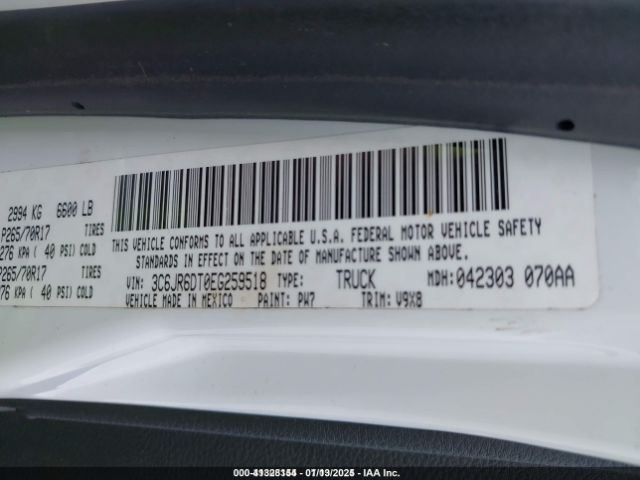 2994 KG 6600 LB
P265/70R17 TIRES
276 KPA ( 40 PSI) COLD
P265/70R17 TIRES
276 KPA ( 40 PSI) COLD
THIS VEHICLE CONFORMS TO ALL APPLICABLE U.S.A. FEDERAL MOTOR VEHICLE SAFETY
STANDARDS IN EFFECT ON THE DATE OF MANUFACTURE SHOWN ABOVE.
VIN: 3C6JR6DT0EG259518 TYPE: TRUCK MDH: 042303 070AA
VEHICLE MADE IN MEXICO PAINT: PW7 TRIM: V9X8
- IAA Inc.